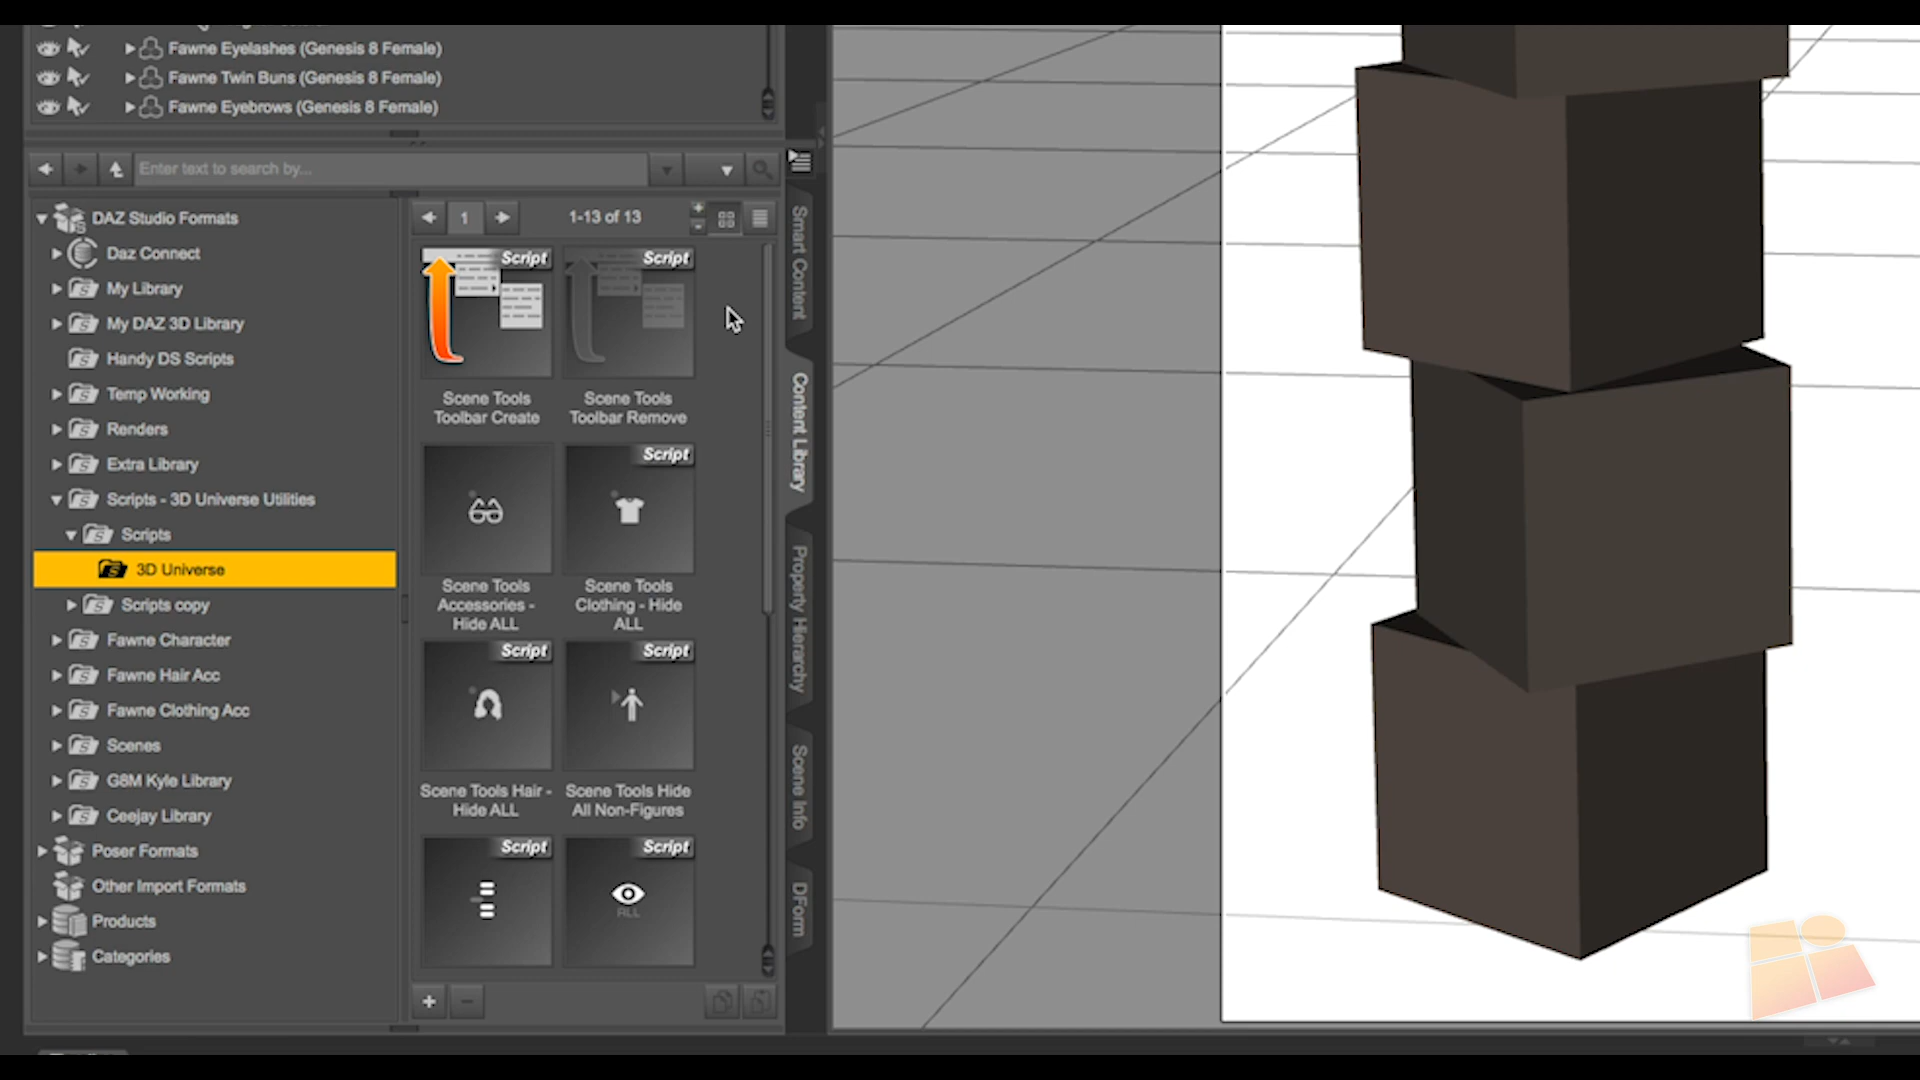 Fawne Eyelashes (Genesis 8 Female)
Fawne Twin Buns (Genesis 8 Female)
Fawne Eyebrows (Genesis 8 Female)
Enter text to search by...
DAZ Studio Formats
Daz Connect
My Library
My DAZ 3D Library
Handy DS Scripts
Temp Working
Renders
Extra Library
Scripts - 3D Universe Utilities
Scripts
3D Universe
Scripts copy
Fawne Character
Fawne Hair Acc
Fawne Clothing Acc
Scenes
G8M Kyle Library
Ceejay Library
Poser Formats
Other Import Formats
Products
Categories
1
1-13 of 13
Script
Script
Scene Tools
Toolbar Create
Scene Tools
Toolbar Remove
Script
Scene Tools
Accessories -
Hide ALL
Scene Tools
Clothing - Hide
ALL
Script
Script
Scene Tools Hair -
Hide ALL
Scene Tools Hide
All Non-Figures
Script
Script
ALL
Smart Content
Content Library
Property Hierarchy
Scene Info
DForm